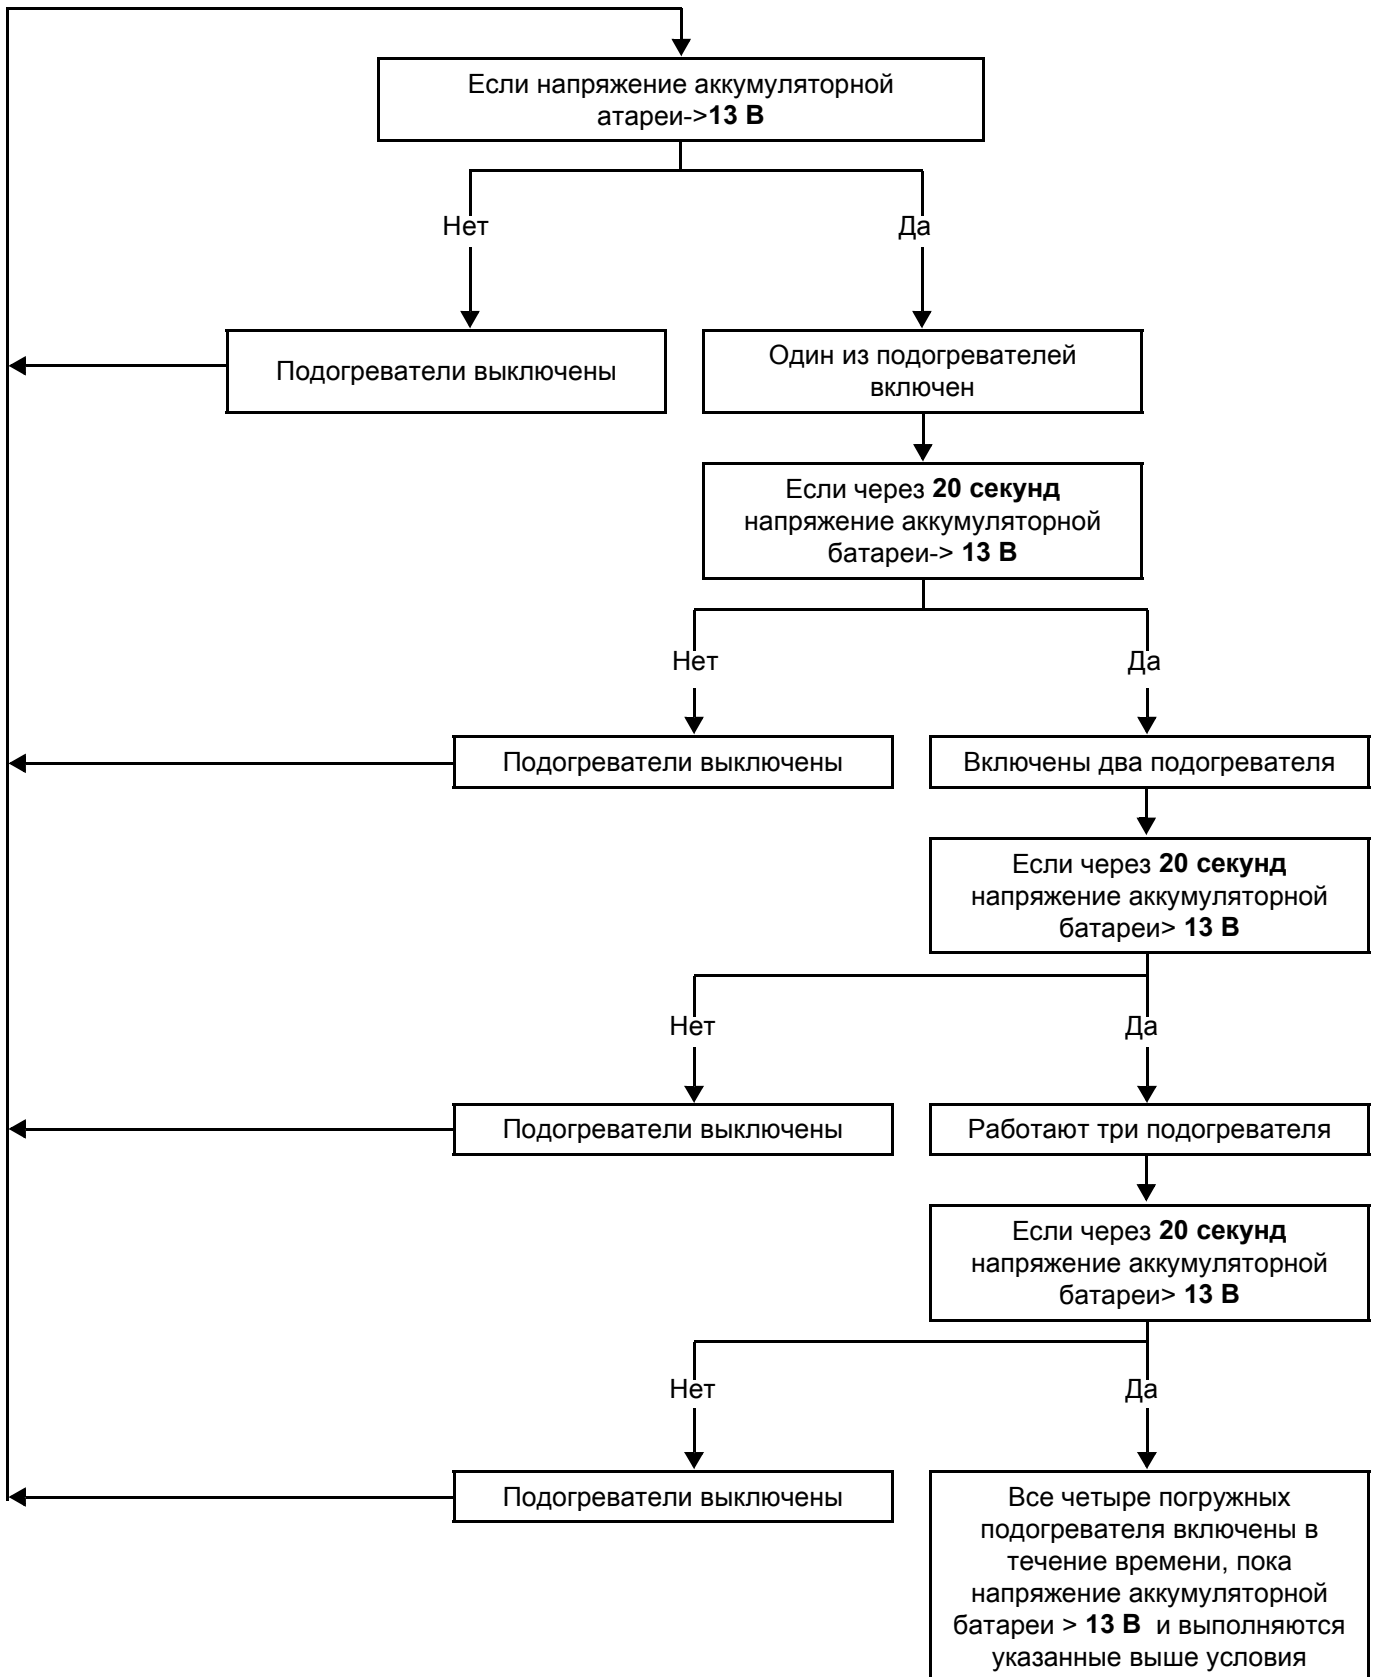 Если напряжение аккумуляторной
атареи->13 В
Нет
Да
Подогреватели выключены
Один из подогревателей
включен
Если через 20 секунд
напряжение аккумуляторной
батареи-> 13 В
Нет
Да
Подогреватели выключены
Включены два подогревателя
Если через 20 секунд
напряжение аккумуляторной
батареи> 13 В
Нет
Да
Подогреватели выключены
Работают три подогревателя
Если через 20 секунд
напряжение аккумуляторной
батареи> 13 В
Нет
Да
Подогреватели выключены
Все четыре погружных
подогревателя включены в
течение времени, пока
напряжение аккумуляторной
батареи > 13 В и выполняются
указанные выше условия